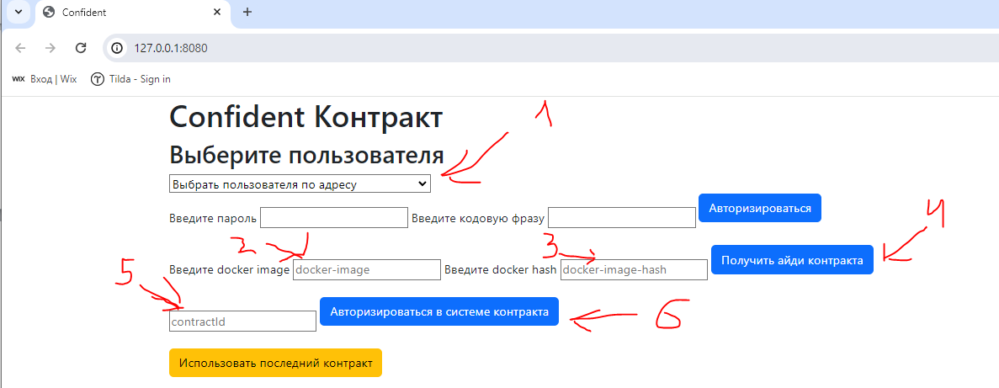 Confident
127.0.0.1:8080
WIX Вход | Wix Tilda - Sign in
Confident Контракт
1
Выберите пользователя
Выбрать пользователя по адресу
Введите пароль Введите кодовую фразу Авторизироваться
2 3 4
Введите docker image docker-image Введите docker hash docker-image-hash Получить айди контракта
5
contractId Авторизироваться в системе контракта 6
Использовать последний контракт